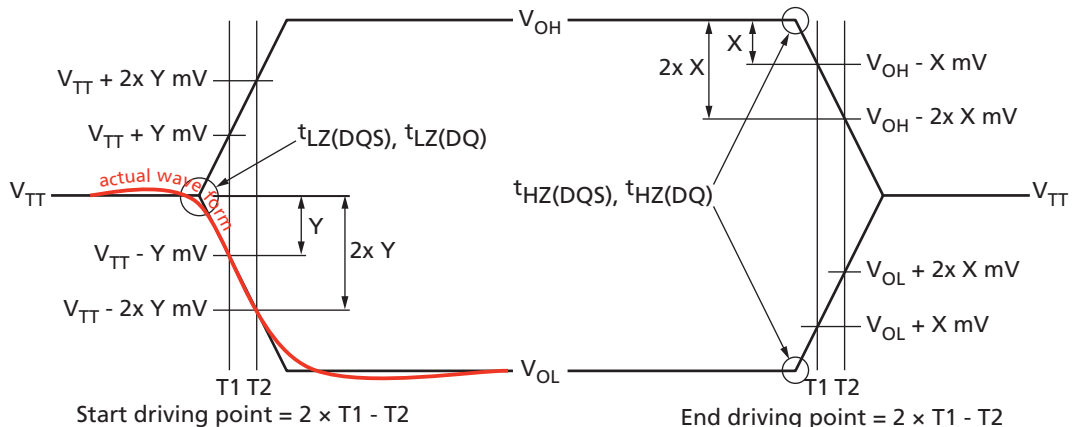 VOH
X
2x X
VOH - X mV
VTT + 2x Y mV
VOH - 2x X mV
VTT + Y mV
tLZ(DQS), tLZ(DQ)
actual wave form
tHZ(DQS), tHZ(DQ)
VTT
VTT
Y
2x Y
VTT - Y mV
VOL + 2x X mV
VTT - 2x Y mV
VOL + X mV
VOL
T1 T2
T1 T2
Start driving point = 2 × T1 - T2
End driving point = 2 × T1 - T2